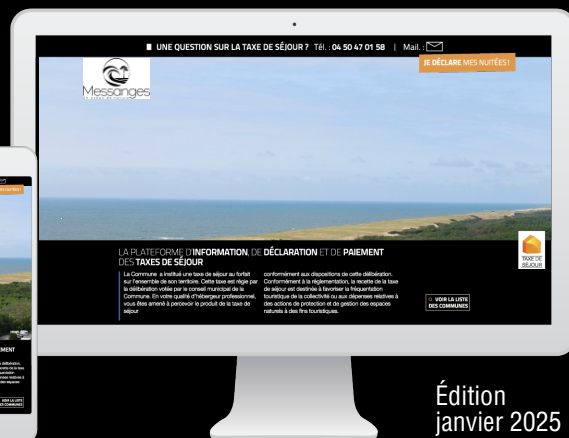 UNE QUESTION SUR LA TAXE DE SÉJOUR ? Tél. : 04 50 47 01 58 | Mail. :
JE DÉCLARE MES NUITÉES !
Messanges
LA PLATEFORME D'INFORMATION, DE DÉCLARATION ET DE PAIEMENT
DES TAXES DE SÉJOUR
La Commune a institué une taxe de séjour au forfait
sur l'ensemble de son territoire. Cette taxe est régie par
la délibération votée par le conseil municipal de la
Commune. En votre qualité d'hébergeur professionnel,
vous êtes amené à percevoir le produit de la taxe de
séjour
conformément aux dispositions de cette délibération.
Conformément à la réglementation, la recette de la taxe
de séjour est destinée à favoriser la fréquentation
touristique de la collectivité ou aux dépenses relatives à
des actions de protection et de gestion des espaces
naturels à des fins touristiques.
TAXE DE
SÉJOUR
VOIR LA LISTE
DES COMMUNES
Édition
janvier 2025